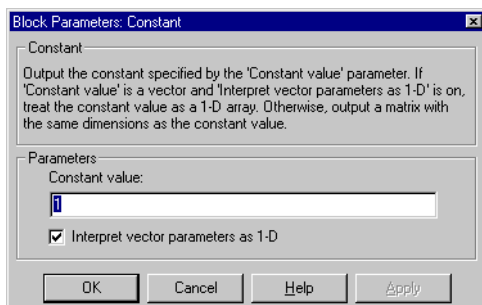 Block Parameters: Constant
Constant
Output the constant specified by the 'Constant value' parameter. If
'Constant value' is a vector and 'Interpret vector parameters as 1-D' is on,
treat the constant value as a 1-D array. Otherwise, output a matrix with
the same dimensions as the constant value.
Parameters
Constant value:
1
Interpret vector parameters as 1-D
OK Cancel Help Apply